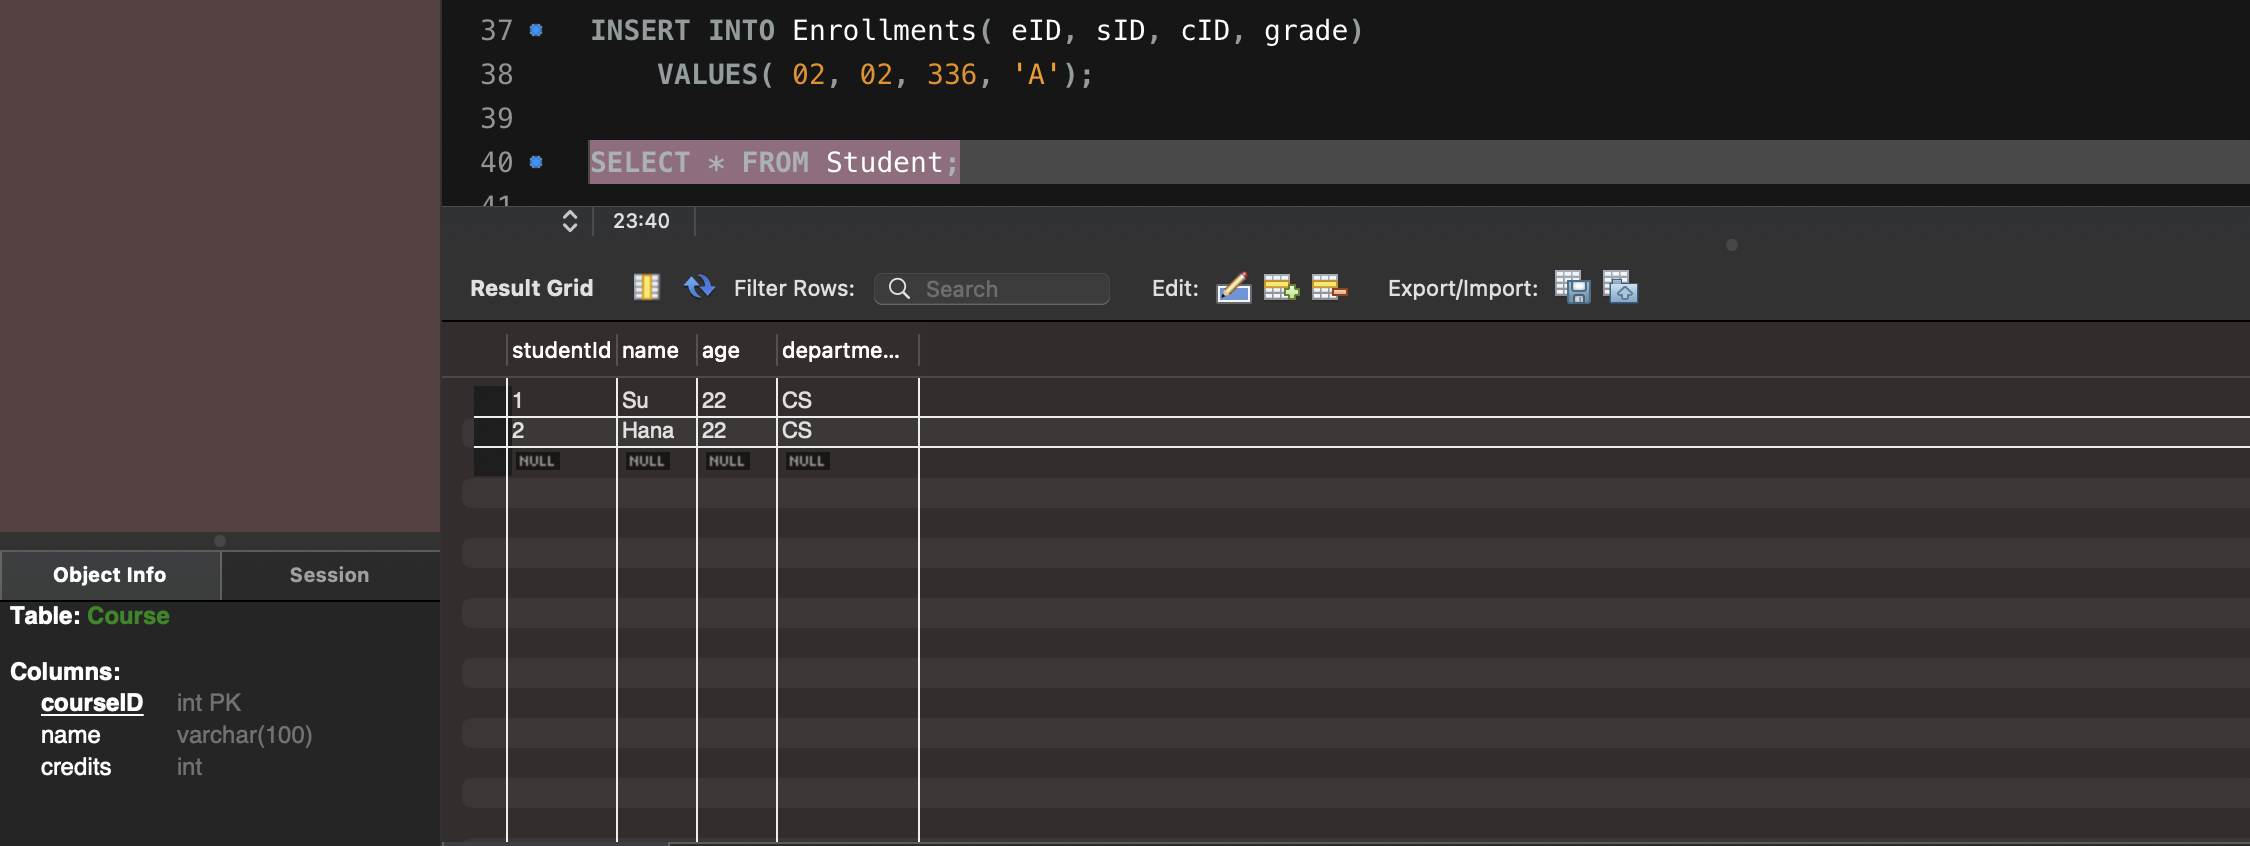 37 INSERT INTO Enrollments( eID, sID, cID, grade)
38 VALUES( 02, 02, 336, 'A');
39
40 SELECT * FROM Student;
41
23:40
Result Grid Filter Rows: Search Edit: Export/Import:
studentId name age departme...
1 Su 22 CS
2 Hana 22 CS
NULL NULL NULL NULL
Object Info Session
Table: Course
Columns:
courseID int PK
name varchar(100)
credits int